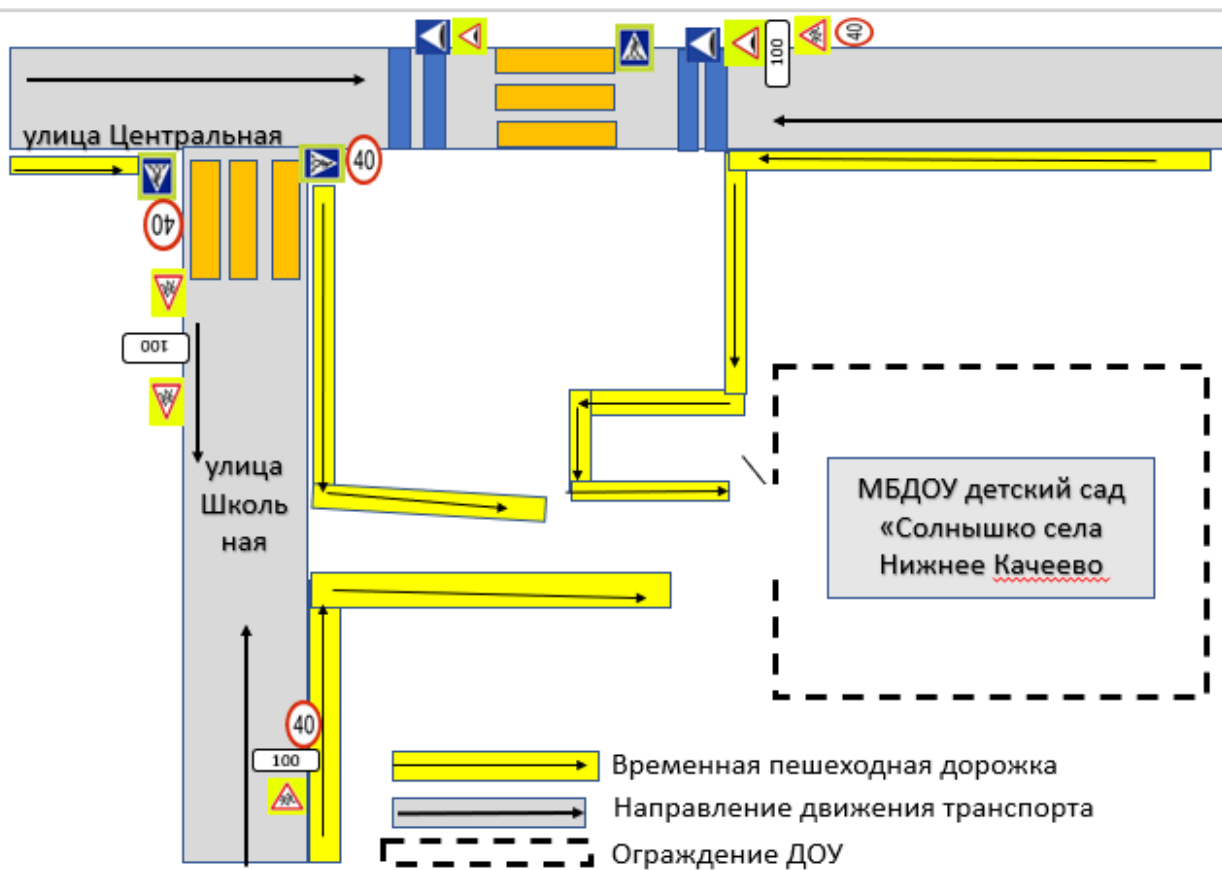 100
40
улица Центральная
40
40
100
улица
Школь
ная
МБДОУ детский сад
«Солнышко села
Нижнее Качеево
40
100
Временная пешеходная дорожка
Направление движения транспорта
Ограждение ДОУ